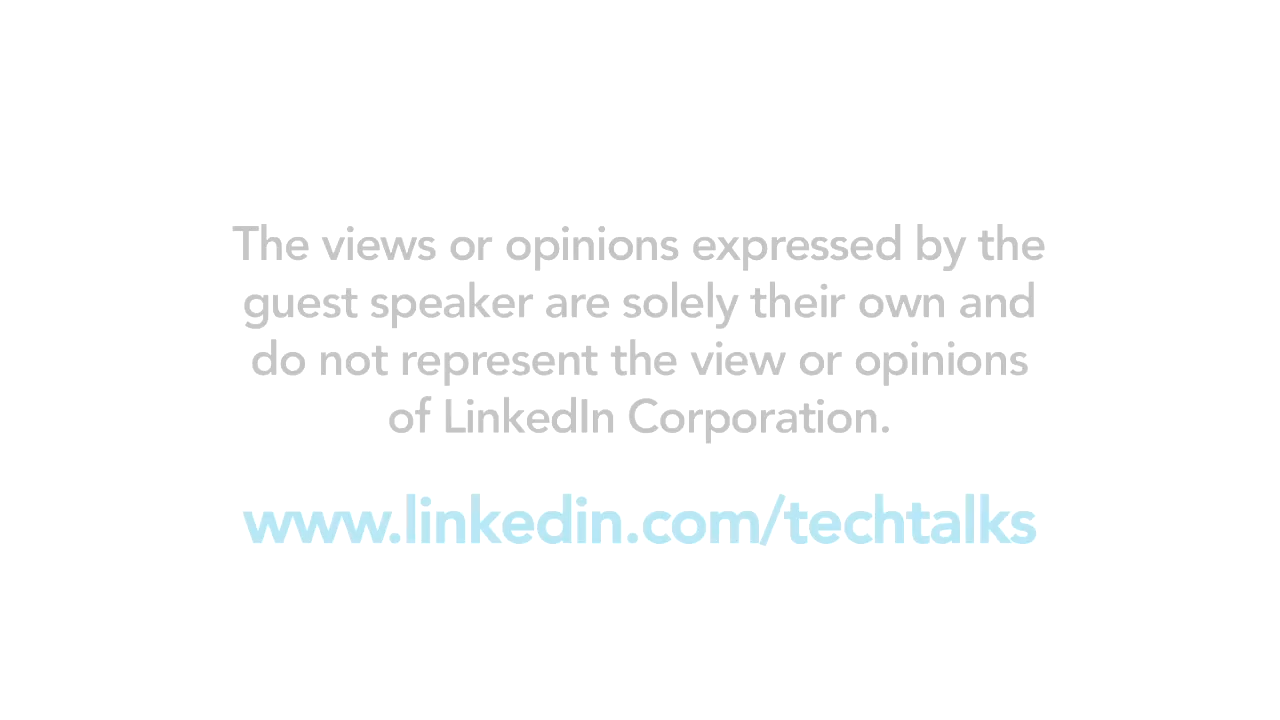 The views or opinions expressed by the
guest speaker are solely their own and
do not represent the view or opinions
of LinkedIn Corporation.
www.linkedin.com/techtalks